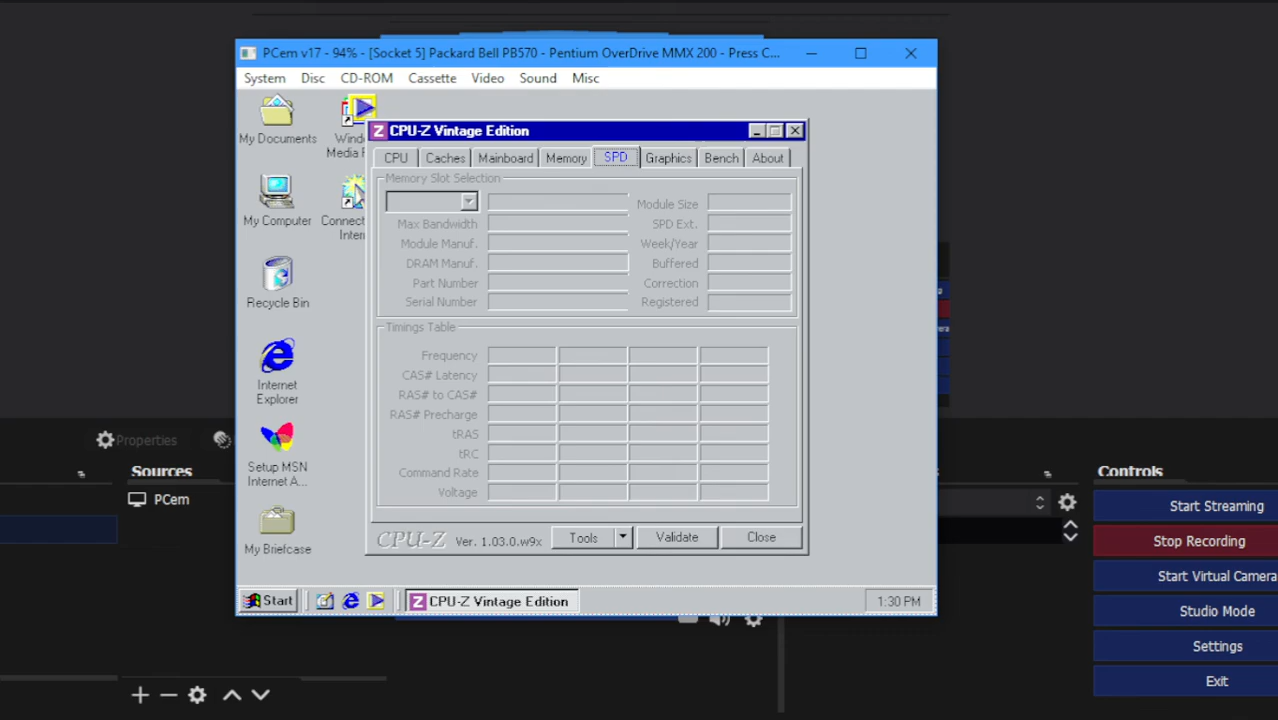 PCem v17 - 94% - [Socket 5] Packard Bell PB570 - Pentium OverDrive MMX 200 - Press C...
System Disc CD-ROM Cassette Video Sound Misc
My Documents
Media
My Computer
Connect
Recycle Bin
Internet
Explorer
Setup MSN
Internet A...
My Briefcase
CPU-Z Vintage Edition
CPU Caches Mainboard Memory SPD Graphics Bench About
Memory Slot Selection
Module Size
Max Bandwidth SPD Ext.
Module Manuf. Week/Year
DRAM Manuf. Buffered
Part Number Correction
Serial Number Registered
Timings Table
Frequency
CAS# Latency
RAS# to CAS#
RAS# Precharge
tRAS
tRC
Command Rate
Voltage
CPU-Z Ver. 1.03.0.w9x Tools Validate Close
Start CPU-Z Vintage Edition 1:30 PM
Properties
Sources
PCem
Controls
Start Streaming
Stop Recording
Start Virtual Camera
Studio Mode
Settings
Exit